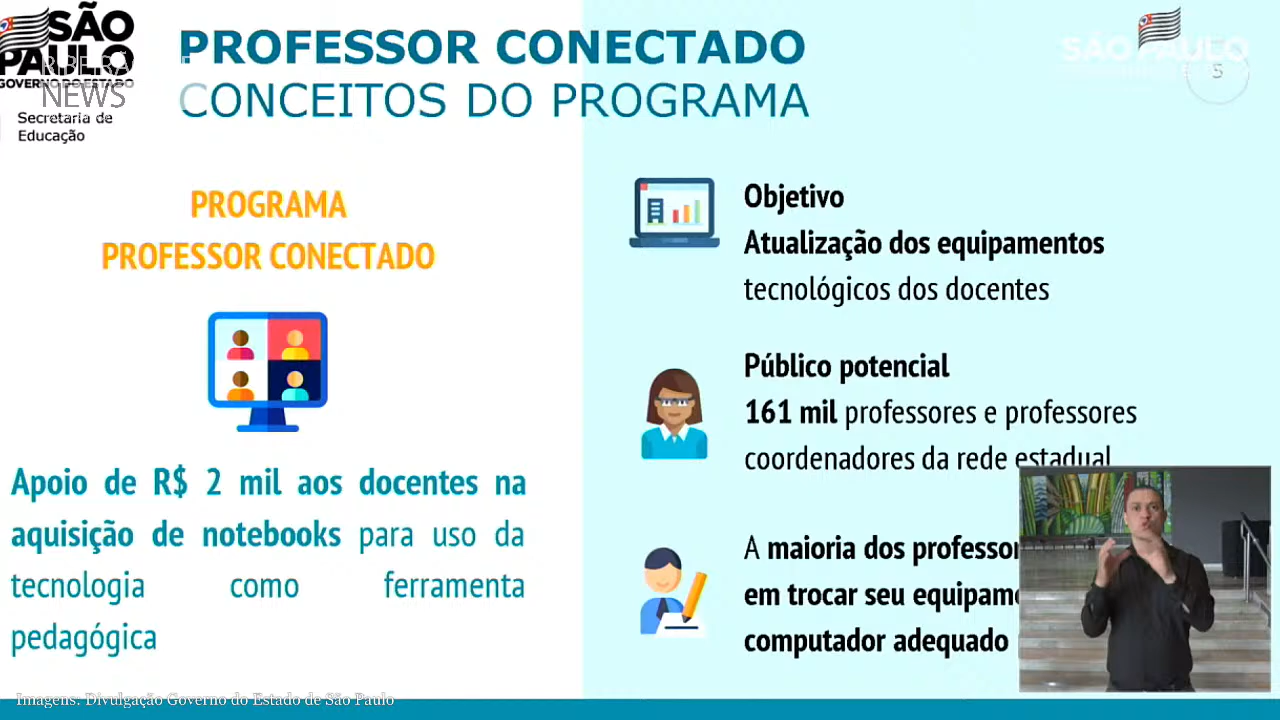 SÃO
PAULO
GOVERNO DO ESTADO
Secretaria de
Educação
NEWS
PROFESSOR CONECTADO
CONCEITOS DO PROGRAMA
SÃO PAULO
5
PROGRAMA
PROFESSOR CONECTADO
Apoio de R$ 2 mil aos docentes na
aquisição de notebooks para uso da
tecnologia como ferramenta
pedagógica
Objetivo
Atualização dos equipamentos
tecnológicos dos docentes
Público potencial
161 mil professores e professores
coordenadores da rede estadual
A maioria dos
em trocar seu
computador adequado
Imagens: Divulgação Governo do Estado de São Paulo